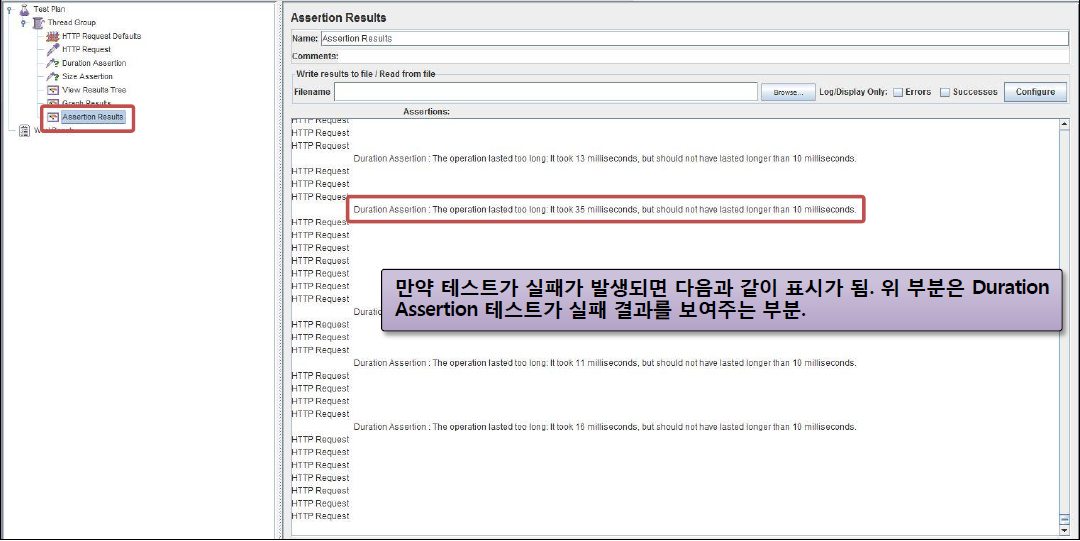 Test Plan
Thread Group
HTTP Request Defaults
HTTP Request
Duration Assertion
Size Assertion
View Results Tree
Graph Results
Assertion Results
Assertion Results
Name: Assertion Results
Comments:
Write results to file / Read from file
Filename Browse... Log/Display Only: Errors Successes Configure
Assertions:
HTTP Request
HTTP Request
HTTP Request
Duration Assertion : The operation lasted too long: It took 13 milliseconds, but should not have lasted longer than 10 milliseconds.
HTTP Request
HTTP Request
HTTP Request
Duration Assertion : The operation lasted too long: It took 35 milliseconds, but should not have lasted longer than 10 milliseconds.
HTTP Request
HTTP Request
HTTP Request
HTTP Request
HTTP Request
HTTP Request
HTTP Request
만약 테스트가 실패가 발생되면 다음과 같이 표시가 됨. 위 부분은 Duration
Assertion 테스트가 실패 결과를 보여주는 부분.
HTTP Request
HTTP Request
HTTP Request
Duration Assertion : The operation lasted too long: It took 11 milliseconds, but should not have lasted longer than 10 milliseconds.
HTTP Request
HTTP Request
HTTP Request
HTTP Request
Duration Assertion : The operation lasted too long: It took 16 milliseconds, but should not have lasted longer than 10 milliseconds.
HTTP Request
HTTP Request
HTTP Request
HTTP Request
HTTP Request
HTTP Request
HTTP Request